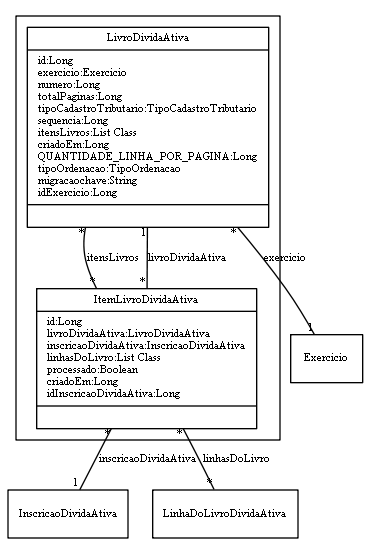 LivroDividaAtiva
id:Long
exercicio:Exercicio
numero:Long
totalPaginas:Long
tipoCadastroTributario:TipoCadastroTributario
sequencia:Long
itensLivros:List Class
criadoEm:Long
QUANTIDADE_LINHA_POR_PAGINA:Long
tipoOrdenacao:TipoOrdenacao
migracaochave:String
idExercicio:Long
* 1 *
itensLivros livroDividaAtiva exercicio
* * 1
ItemLivroDividaAtiva
id:Long
livroDividaAtiva:LivroDividaAtiva
inscricaoDividaAtiva:InscricaoDividaAtiva
linhasDoLivro:List Class
processado:Boolean
criadoEm:Long
idInscricaoDividaAtiva:Long
Exercicio
* *
inscricaoDividaAtiva linhasDoLivro
1 *
InscricaoDividaAtiva LinhaDoLivroDividaAtiva